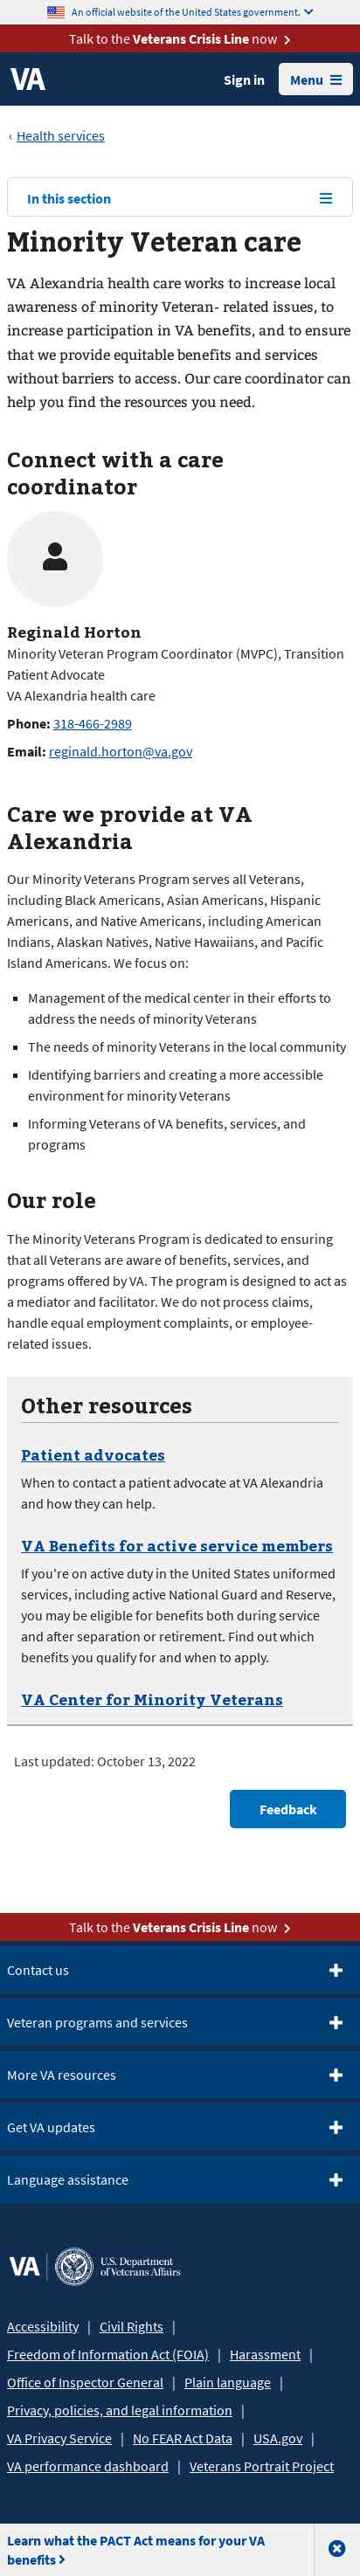 An official website of the United States government.
Talk to the Veterans Crisis Line now
VA
Sign in
Menu
‹ Health services
In this section
Minority Veteran care
VA Alexandria health care works to increase local
awareness of minority Veteran- related issues, to
increase participation in VA benefits, and to ensure
that we provide equitable benefits and services
without barriers to access. Our care coordinator can
help you find the resources you need.
Connect with a care
coordinator
Reginald Horton
Minority Veteran Program Coordinator (MVPC), Transition
Patient Advocate
VA Alexandria health care
Phone: 318-466-2989
Email: reginald.horton@va.gov
Care we provide at VA
Alexandria
Our Minority Veterans Program serves all Veterans,
including Black Americans, Asian Americans, Hispanic
Americans, and Native Americans, including American
Indians, Alaskan Natives, Native Hawaiians, and Pacific
Island Americans. We focus on:
Management of the medical center in their efforts to
address the needs of minority Veterans
The needs of minority Veterans in the local community
Identifying barriers and creating a more accessible
environment for minority Veterans
Informing Veterans of VA benefits, services, and
programs
Our role
The Minority Veterans Program is dedicated to ensuring
that all Veterans are aware of benefits, services, and
programs offered by VA. The program is designed to act as
a mediator and facilitator. We do not process claims,
handle equal employment complaints, or employee-
related issues.
Other resources
Patient advocates
When to contact a patient advocate at VA Alexandria
and how they can help.
VA Benefits for active service members
If you're on active duty in the United States uniformed
services, including active National Guard and Reserve,
you may be eligible for benefits both during service
and after separation or retirement. Find out which
benefits you qualify for and when to apply.
VA Center for Minority Veterans
Last updated: October 13, 2022
Feedback
Talk to the Veterans Crisis Line now
Contact us
Veteran programs and services
More VA resources
Get VA updates
Language assistance
VA U.S. Department
of Veterans Affairs
Accessibility | Civil Rights |
Freedom of Information Act (FOIA) | Harassment |
Office of Inspector General | Plain language |
Privacy, policies, and legal information |
VA Privacy Service | No FEAR Act Data | USA.gov |
VA performance dashboard | Veterans Portrait Project
Learn what the PACT Act means for your VA
benefits